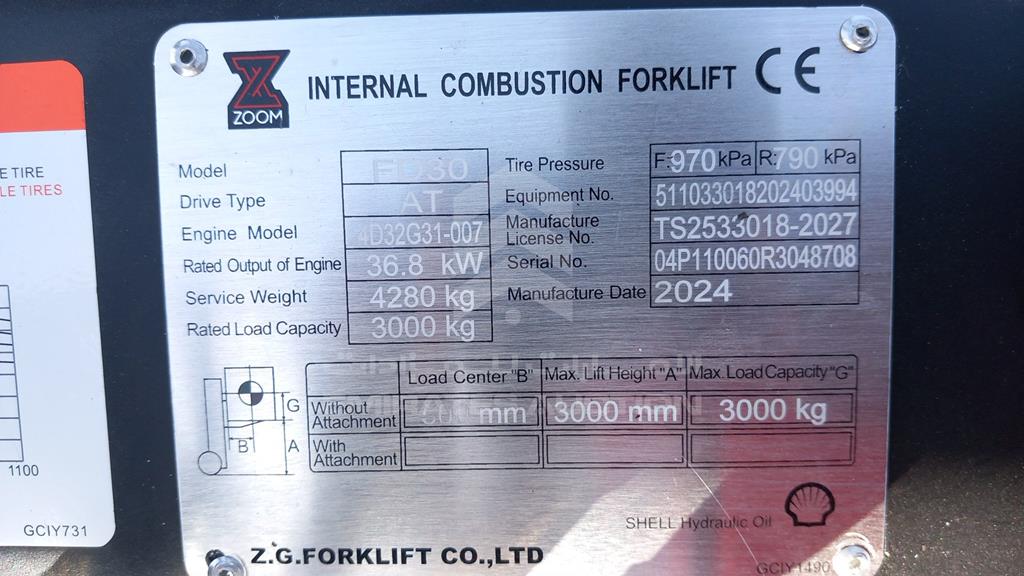 ZOOM
INTERNAL COMBUSTION FORKLIFT CE
Model FD30
Drive Type AT
Engine Model 4D32G31-007
Rated Output of Engine 36.8 kW
Service Weight 4280 kg
Rated Load Capacity 3000 kg
Tire Pressure F:970kPa R:790 kPa
Equipment No. 511033018202403994
Manufacture License No. TS2533018-2027
Serial No. 04P110060R3048708
Manufacture Date 2024
Load Center "B" Max. Lift Height "A" Max. Load Capacity "G"
Without Attachment mm 3000 mm 3000 kg
With Attachment
G
B A
SHELL Hydraulic Oil
Z.G.FORKLIFT CO.,LTD
GCIY1490
E TIRE
LE TIRES
1100
GCIY731